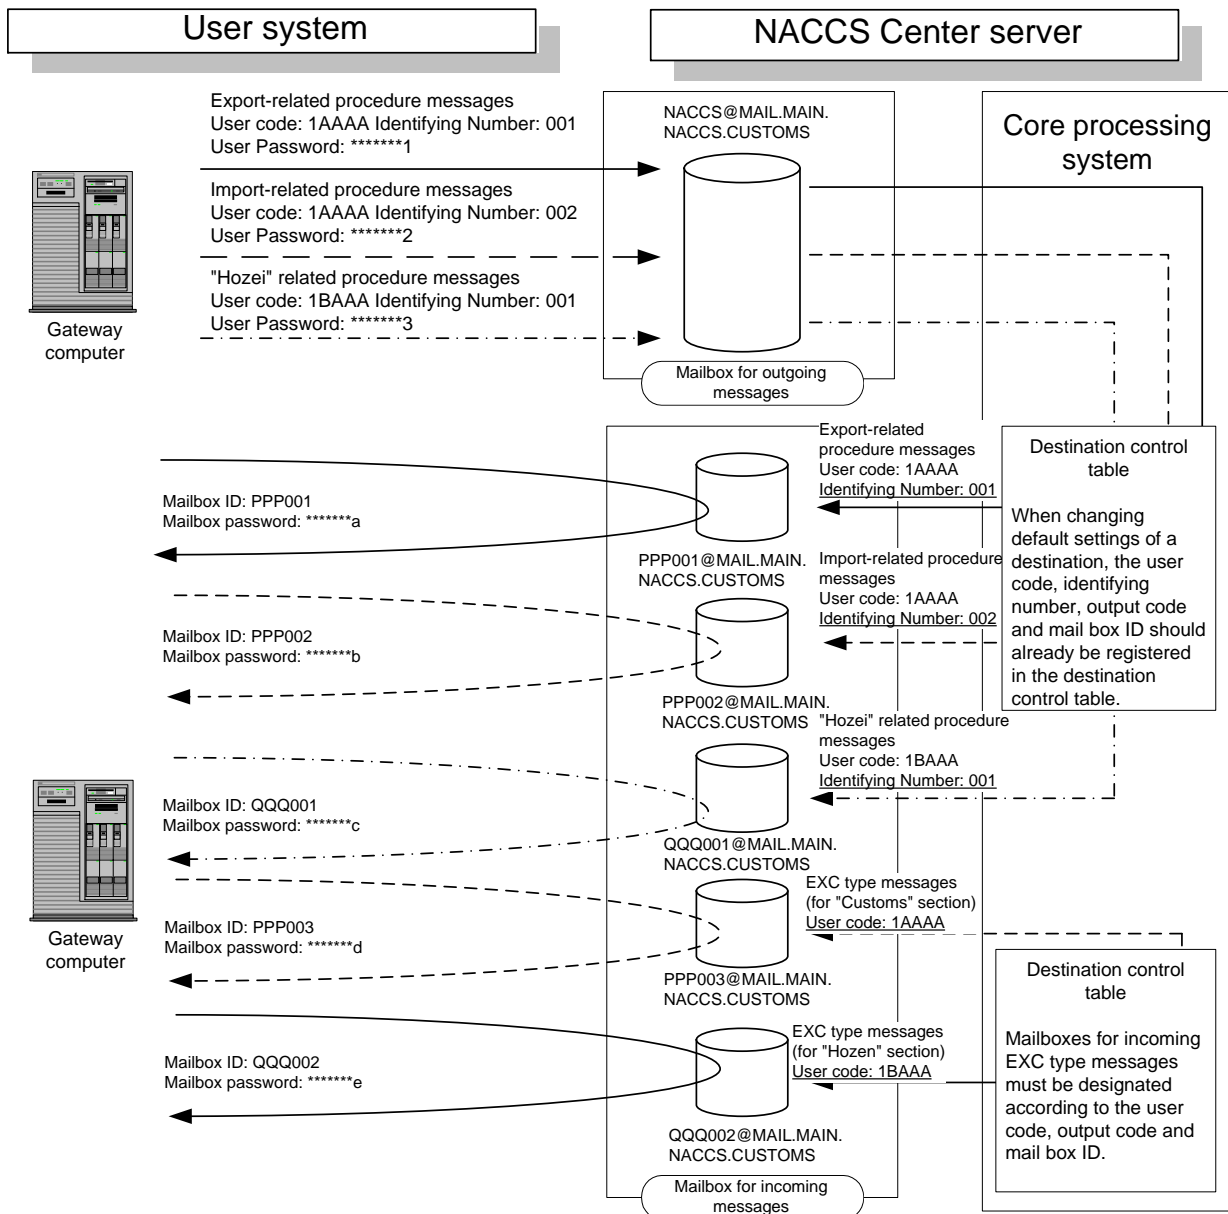 User system
NACCS Center server
Export-related procedure messages
User code: 1AAAA Identifying Number: 001
User Password: *******1
Import-related procedure messages
User code: 1AAAA Identifying Number: 002
User Password: *******2
"Hozei" related procedure messages
User code: 1BAAA Identifying Number: 001
User Password: *******3
Gateway
computer
NACCS@MAIL.MAIN.
NACCS.CUSTOMS
Mailbox for outgoing
messages
Core processing
system
Mailbox ID: PPP001
Mailbox password: *******a
PPP001@MAIL.MAIN.
NACCS.CUSTOMS
Export-related
procedure messages
User code: 1AAAA
Identifying Number: 001
Destination control
table
When changing
default settings of a
destination, the user
code, identifying
number, output code
and mail box ID should
already be registered
in the destination
control table.
Mailbox ID: PPP002
Mailbox password: *******b
PPP002@MAIL.MAIN.
NACCS.CUSTOMS
Import-related procedure
messages
User code: 1AAAA
Identifying Number: 002
Mailbox ID: QQQ001
Mailbox password: *******c
QQQ001@MAIL.MAIN.
NACCS.CUSTOMS
"Hozei" related procedure
messages
User code: 1BAAA
Identifying Number: 001
Gateway
computer
Mailbox ID: PPP003
Mailbox password: *******d
PPP003@MAIL.MAIN.
NACCS.CUSTOMS
EXC type messages
(for "Customs" section)
User code: 1AAAA
Mailbox ID: QQQ002
Mailbox password: *******e
QQQ002@MAIL.MAIN.
NACCS.CUSTOMS
EXC type messages
(for "Hozen" section)
User code: 1BAAA
Destination control
table
Mailboxes for incoming
EXC type messages
must be designated
according to the user
code, output code and
mail box ID.
Mailbox for incoming
messages